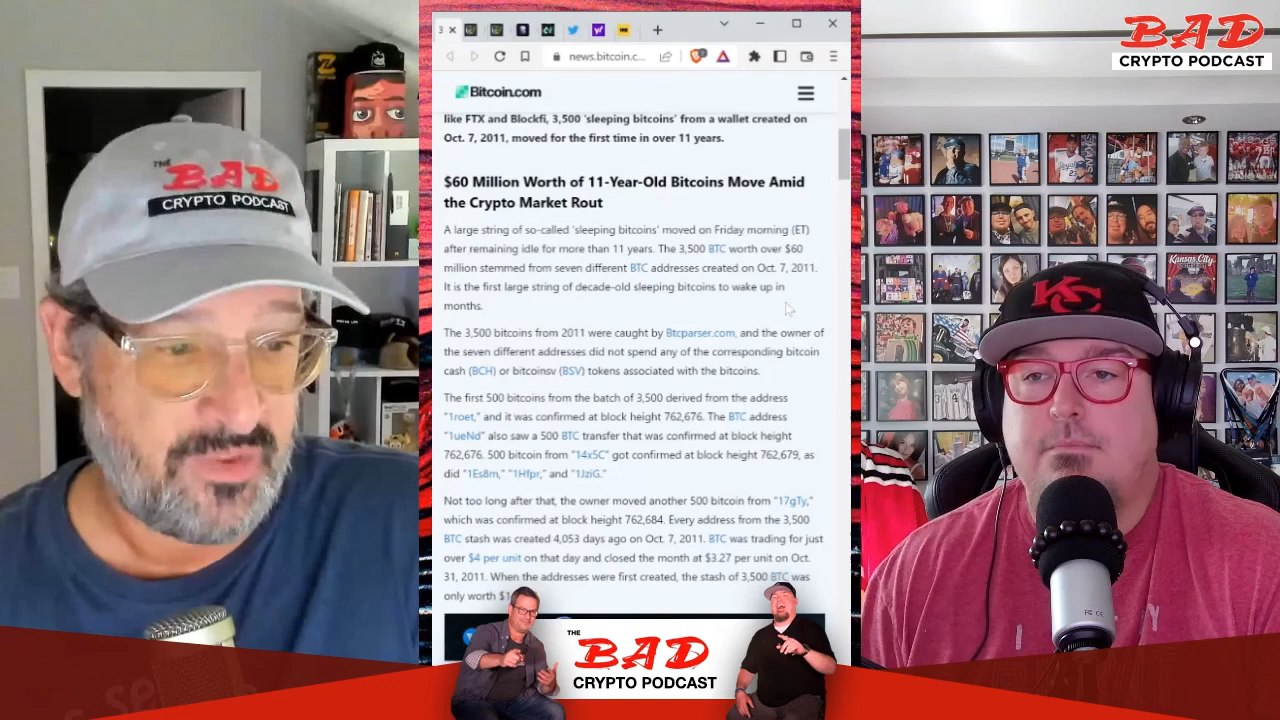 THE
BAD
CRYPTO PODCAST
3
news.bitcoin.c...
Bitcoin.com
like FTX and Blockfi, 3,500 'sleeping bitcoins' from a wallet created on
Oct. 7, 2011, moved for the first time in over 11 years.
$60 Million Worth of 11-Year-Old Bitcoins Move Amid
the Crypto Market Rout
A large string of so-called 'sleeping bitcoins' moved on Friday morning (ET)
after remaining idle for more than 11 years. The 3,500 BTC worth over $60
million stemmed from seven different BTC addresses created on Oct. 7, 2011.
It is the first large string of decade-old sleeping bitcoins to wake up in
months.
The 3,500 bitcoins from 2011 were caught by Btcparser.com, and the owner of
the seven different addresses did not spend any of the corresponding bitcoin
cash (BCH) or bitcoinsv (BSV) tokens associated with the bitcoins.
The first 500 bitcoins from the batch of 3,500 derived from the address
"1roet," and it was confirmed at block height 762,676. The BTC address
"1ueNd" also saw a 500 BTC transfer that was confirmed at block height
762,676. 500 bitcoin from "14x5C" got confirmed at block height 762,679, as
did "1Es8m," "1Hfpr," and "1JziG."
Not too long after that, the owner moved another 500 bitcoin from "17gTy,"
which was confirmed at block height 762,684. Every address from the 3,500
BTC stash was created 4,053 days ago on Oct. 7, 2011. BTC was trading for just
over $4 per unit on that day and closed the month at $3.27 per unit on Oct.
31, 2011. When the addresses were first created, the stash of 3,500 BTC was
only worth $1
THE
BAD
CRYPTO PODCAST
BAD
CRYPTO PODCAST
KC
Kansas City